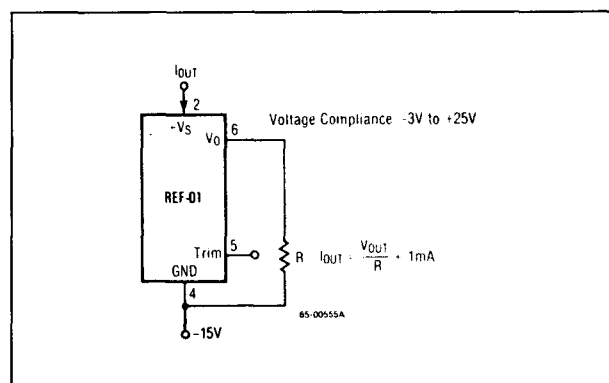 IOUT
2
+VS
VO
6
Voltage Compliance -3V to +25V
REF-01
Trim
5
R
IOUT = VOUT/R + 1mA
GND
4
65-00555A
-15V